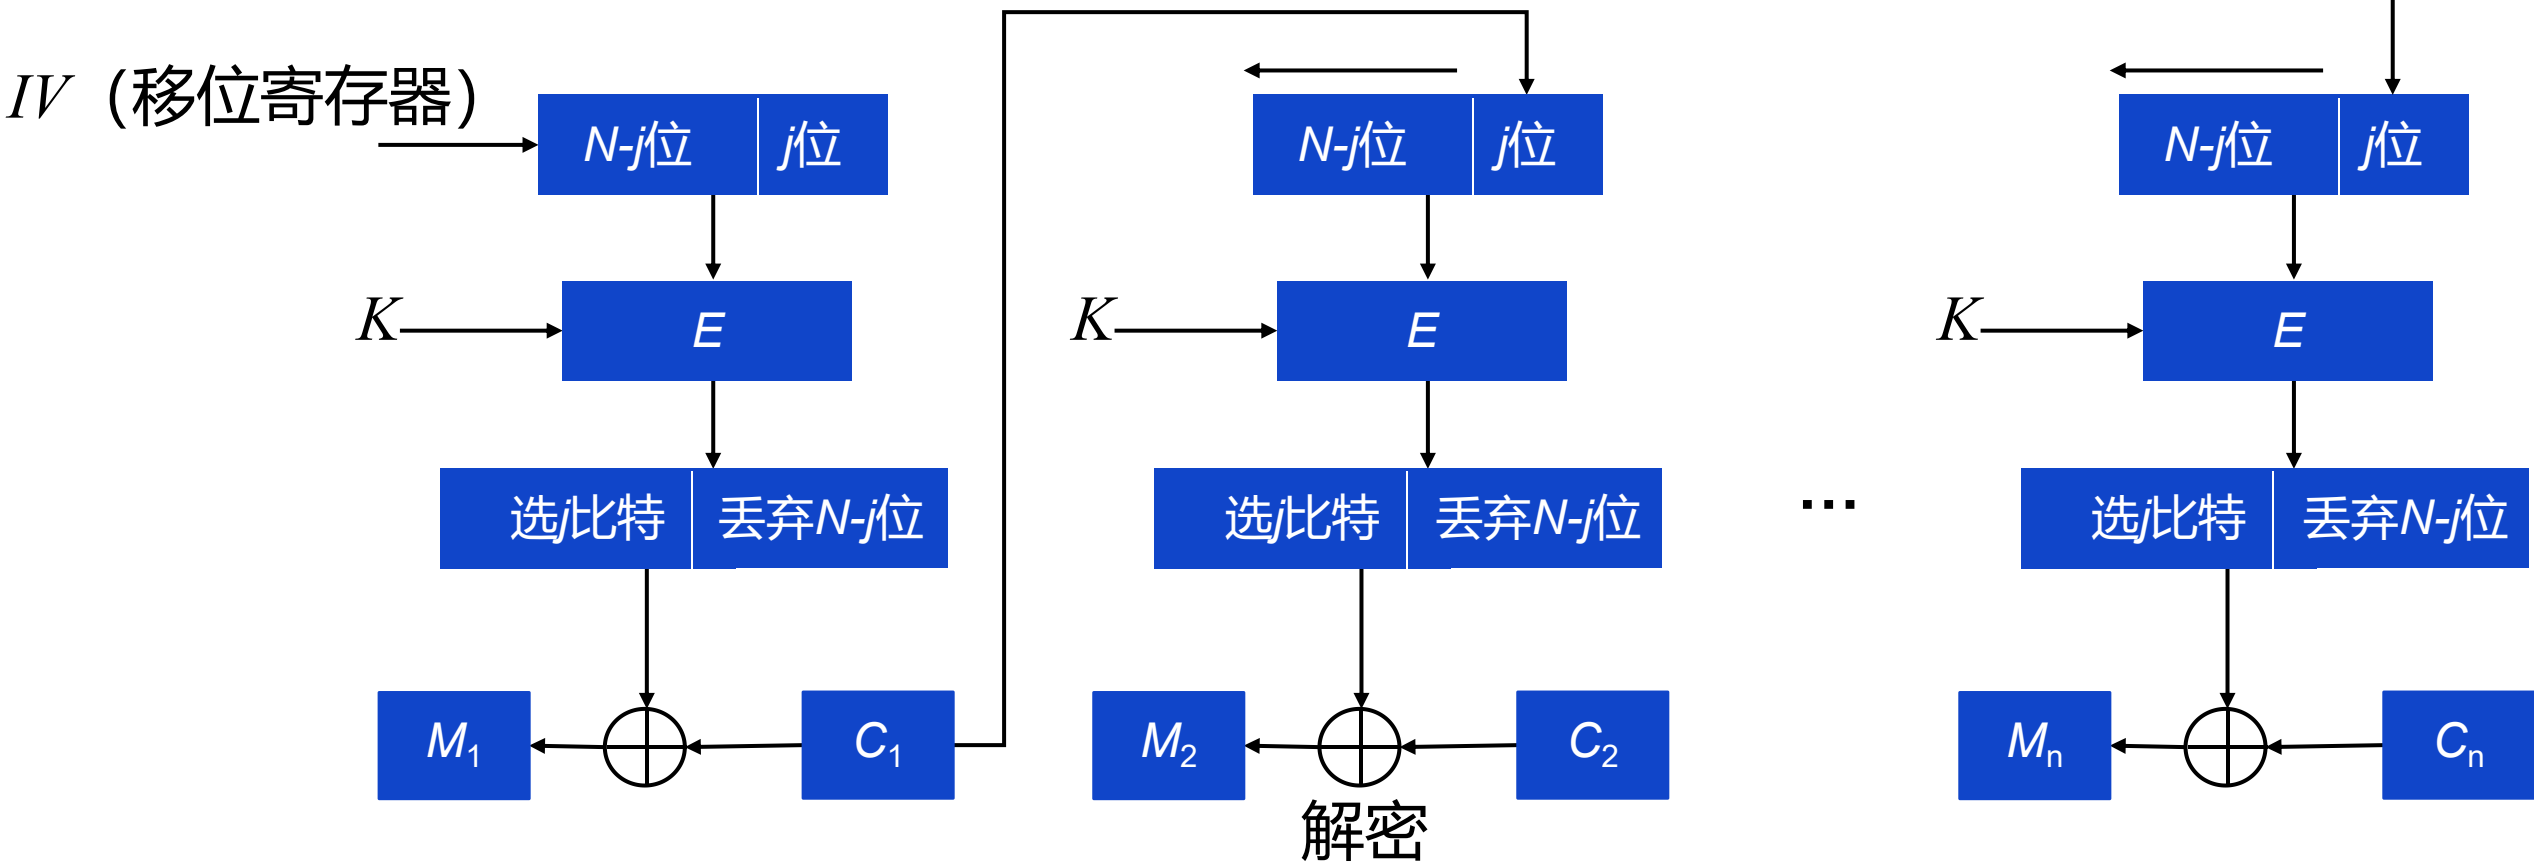 IV（移位寄存器）
N-j位 j位 N-j位 j位 N-j位 j位
K E K E K E
选j比特 丢弃N-j位 选j比特 丢弃N-j位 … 选j比特 丢弃N-j位
M1 C1 M2 C2 Mn Cn
解密